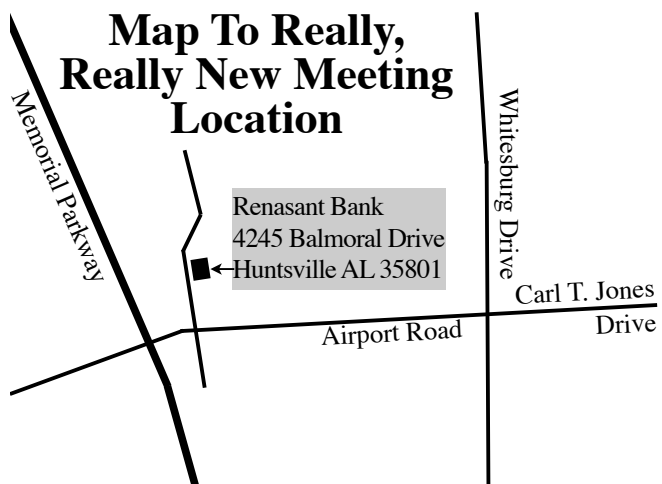 Map To Really,
Really New Meeting
Location
Memorial Parkway
Whitesburg Drive
Renasant Bank
4245 Balmoral Drive
Huntsville AL 35801
Carl T. Jones
Drive
Airport Road